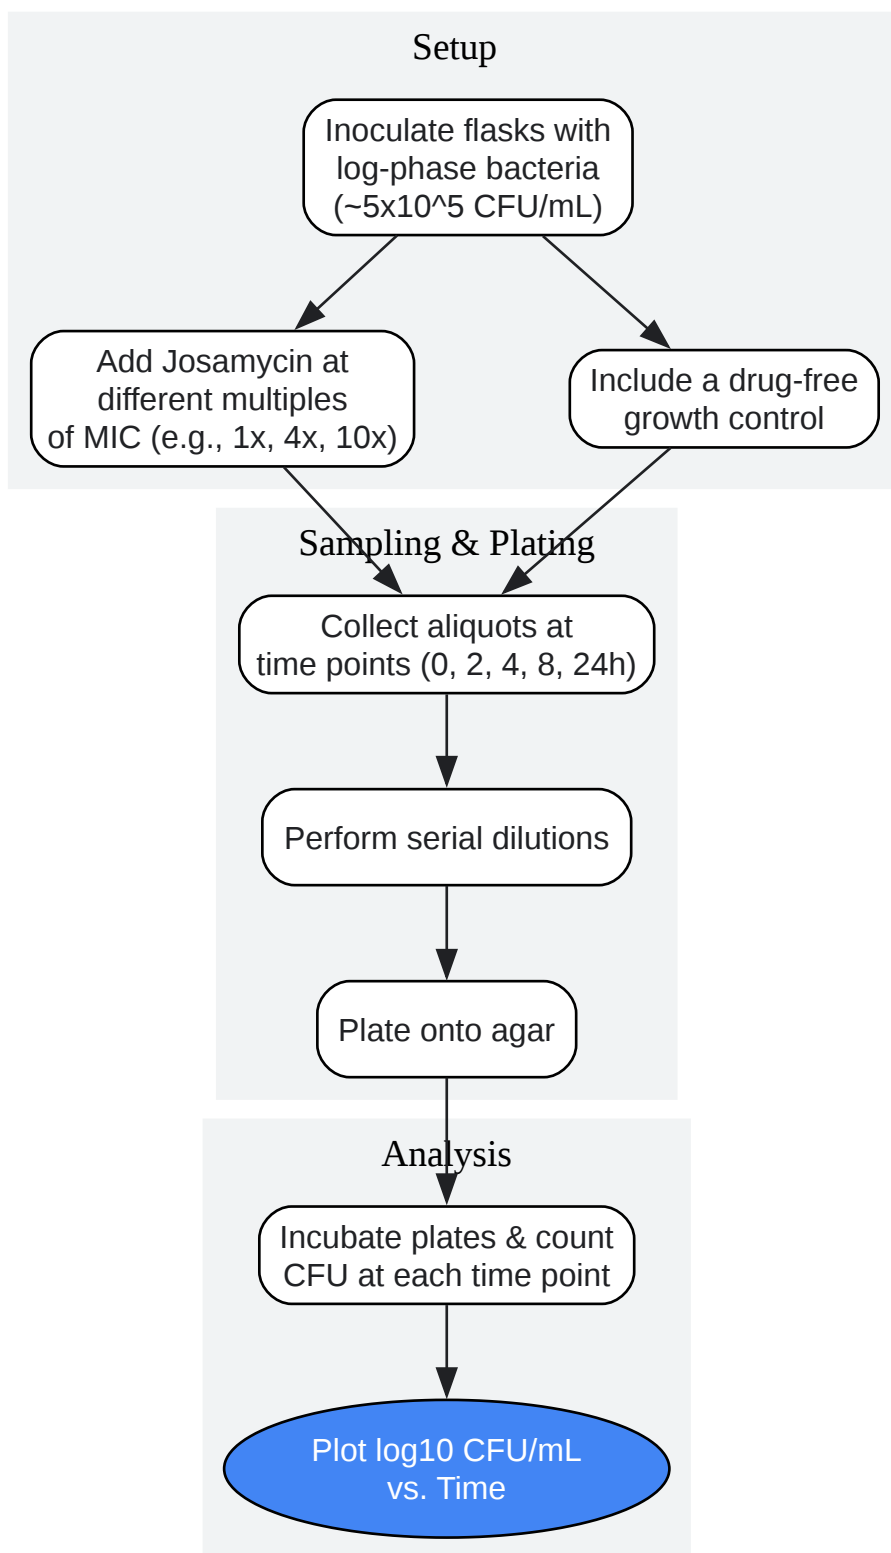 Setup
Inoculate flasks with
log-phase bacteria
(~5x10^5 CFU/mL)
Add Josamycin at
different multiples
of MIC (e.g., 1x, 4x, 10x)
Include a drug-free
growth control
Sampling & Plating
Collect aliquots at
time points (0, 2, 4, 8, 24h)
Perform serial dilutions
Plate onto agar
Analysis
Incubate plates & count
CFU at each time point
Plot log10 CFU/mL
vs. Time